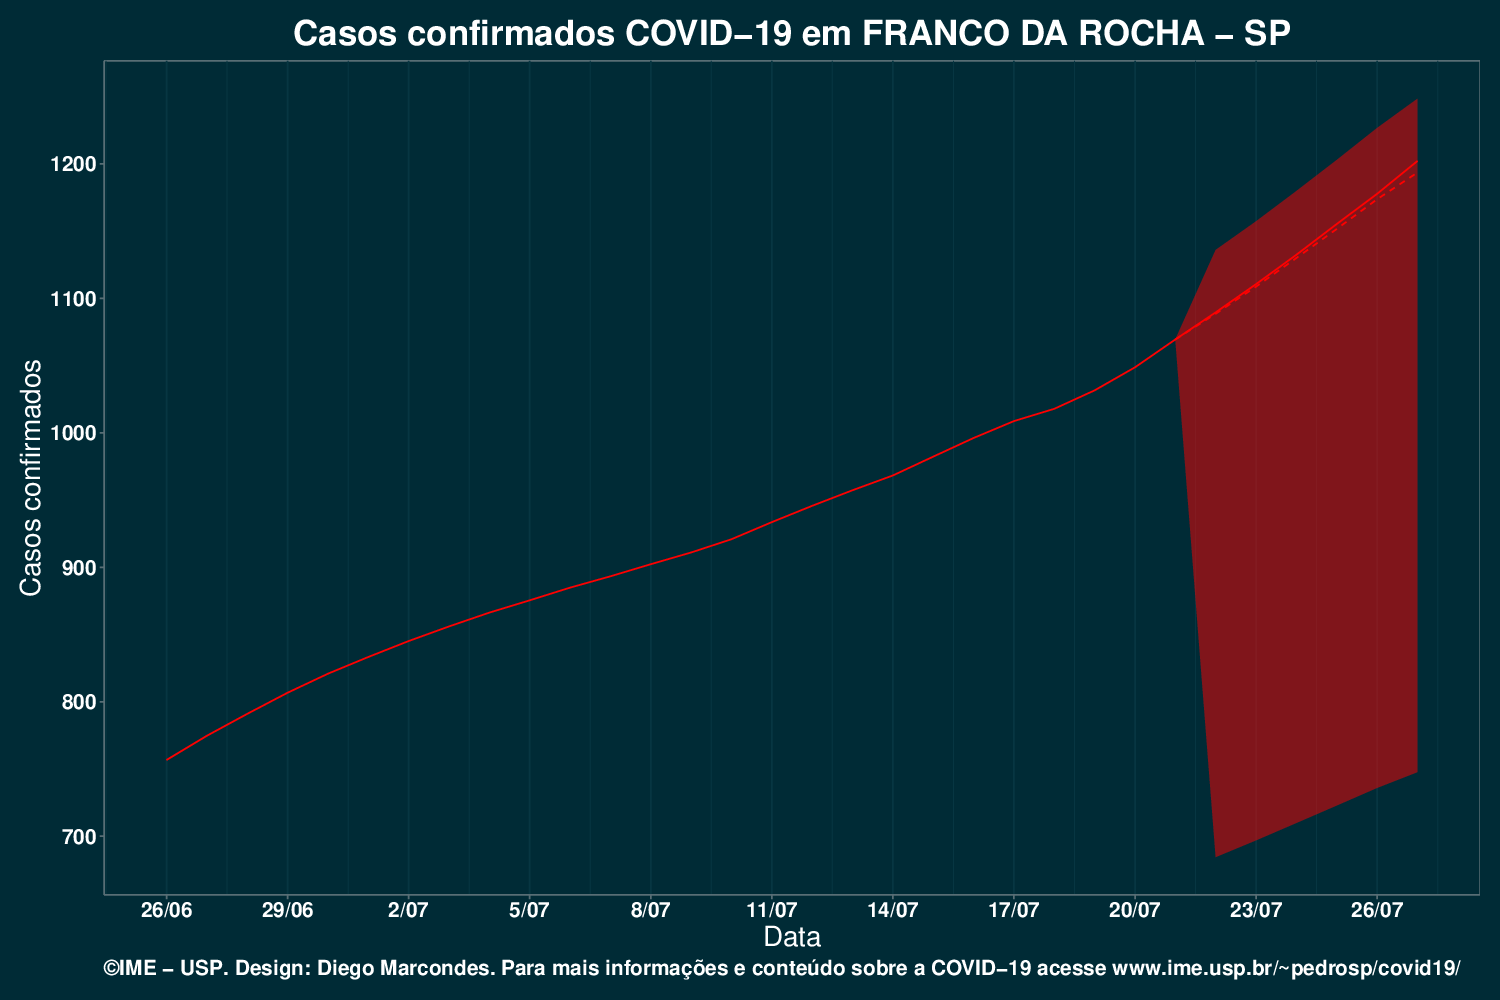 Casos confirmados COVID−19 em FRANCO DA ROCHA − SP
Casos confirmados
1200
1100
1000
900
800
700
26/06 29/06 2/07 5/07 8/07 11/07 14/07 17/07 20/07 23/07 26/07
Data
©IME − USP. Design: Diego Marcondes. Para mais informações e conteúdo sobre a COVID−19 acesse www.ime.usp.br/~pedrosp/covid19/